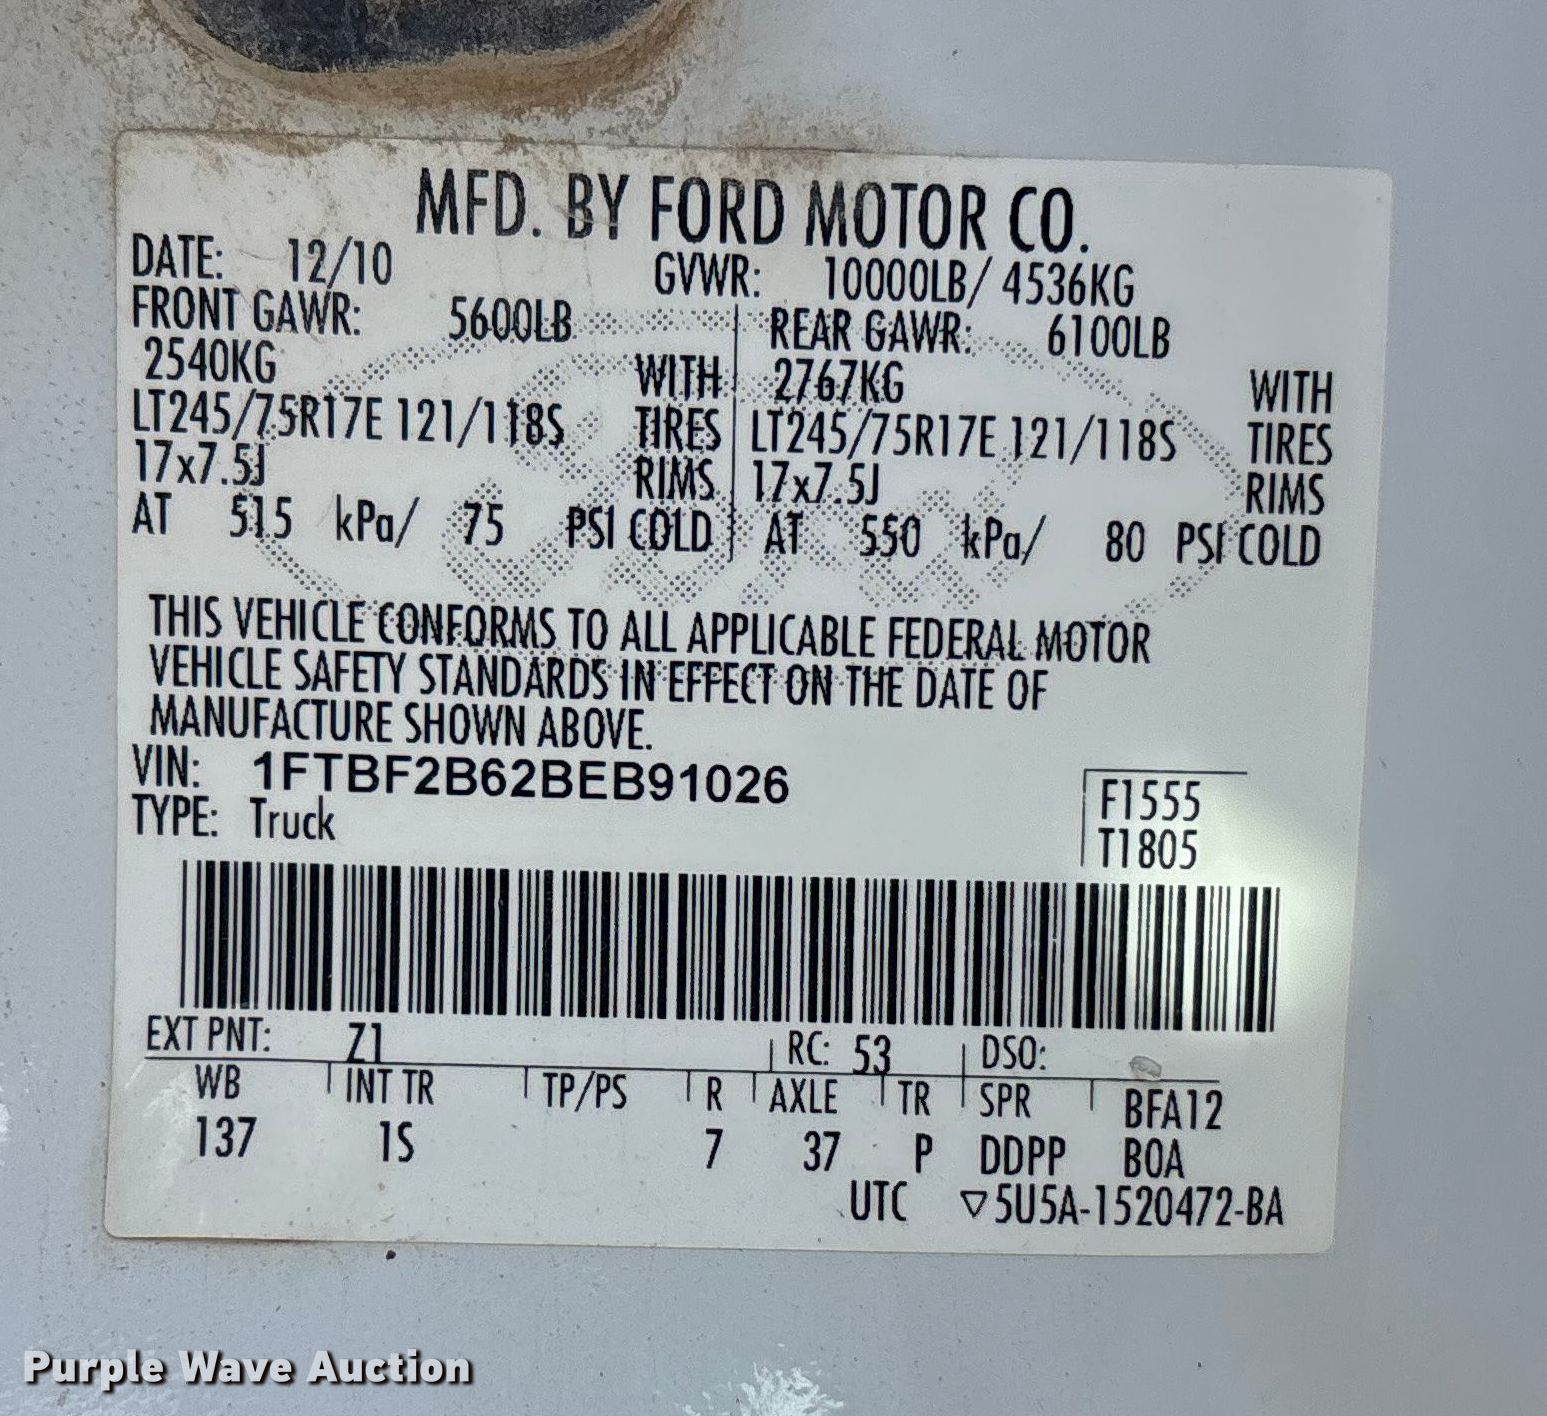 MFD. BY FORD MOTOR CO.
DATE: 12/10 GVWR: 10000LB/ 4536KG
FRONT GAWR: 5600LB REAR GAWR: 6100LB
2540KG WITH 2767KG WITH
LT245/75R17E 121/118S TIRES LT245/75R17E 121/118S TIRES
17x7.5J RIMS 17x7.5J RIMS
AT 515 kPa/ 75 PSI COLD AT 550 kPa/ 80 PSI COLD
THIS VEHICLE CONFORMS TO ALL APPLICABLE FEDERAL MOTOR
VEHICLE SAFETY STANDARDS IN EFFECT ON THE DATE OF
MANUFACTURE SHOWN ABOVE.
VIN: 1FTBF2B62BEB91026
TYPE: Truck
F1555
T1805
EXT PNT: Z1 RC: 53 DSO:
WB INT TR TP/PS R AXLE TR SPR BFA12
137 1S 7 37 P DDPP BOA
UTC ▽5U5A-1520472-BA
Purple Wave Auction